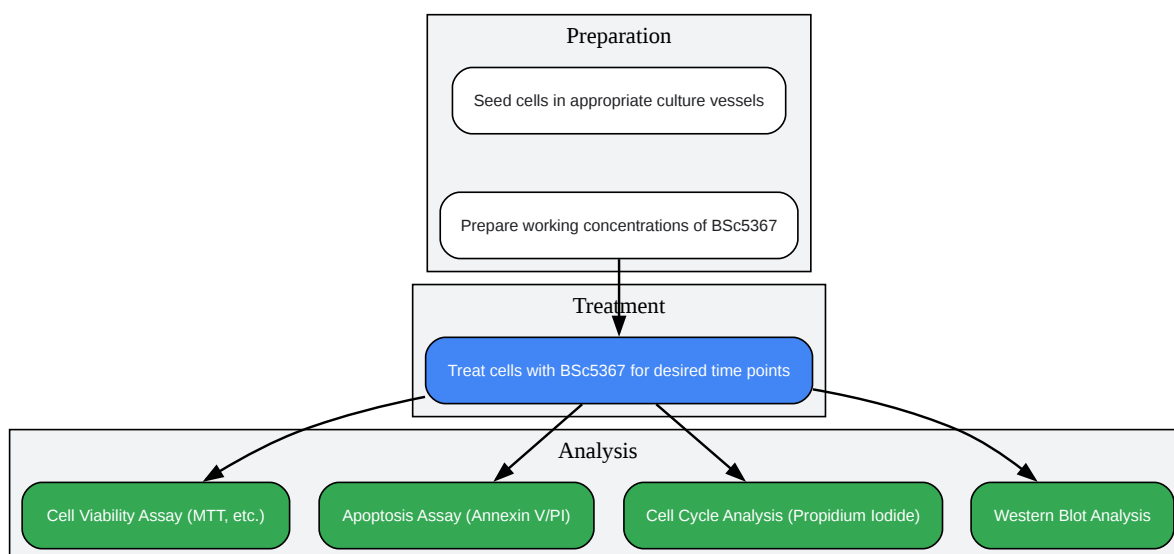 Preparation
Seed cells in appropriate culture vessels
Prepare working concentrations of BSc5367
Treatment
Treat cells with BSc5367 for desired time points
Analysis
Cell Viability Assay (MTT, etc.)
Apoptosis Assay (Annexin V/PI)
Cell Cycle Analysis (Propidium Iodide)
Western Blot Analysis